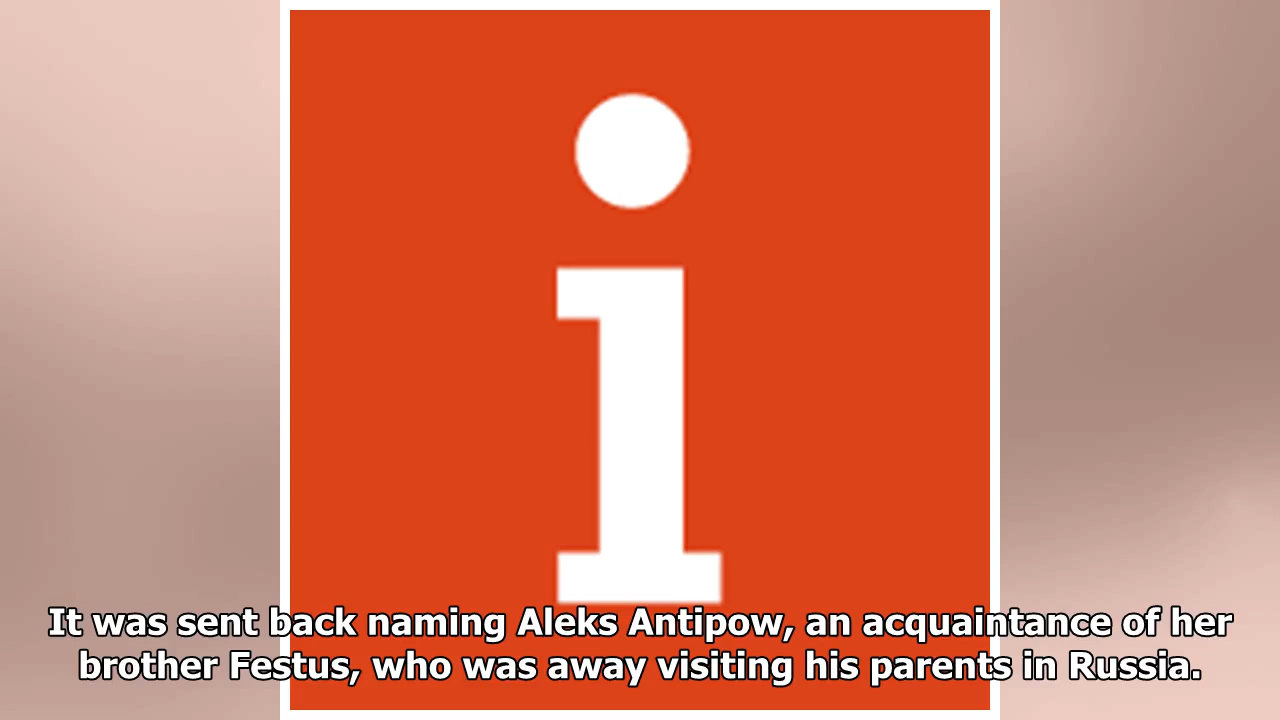 i
It was sent back naming Aleks Antipow, an acquaintance of her
brother Festus, who was away visiting his parents in Russia.